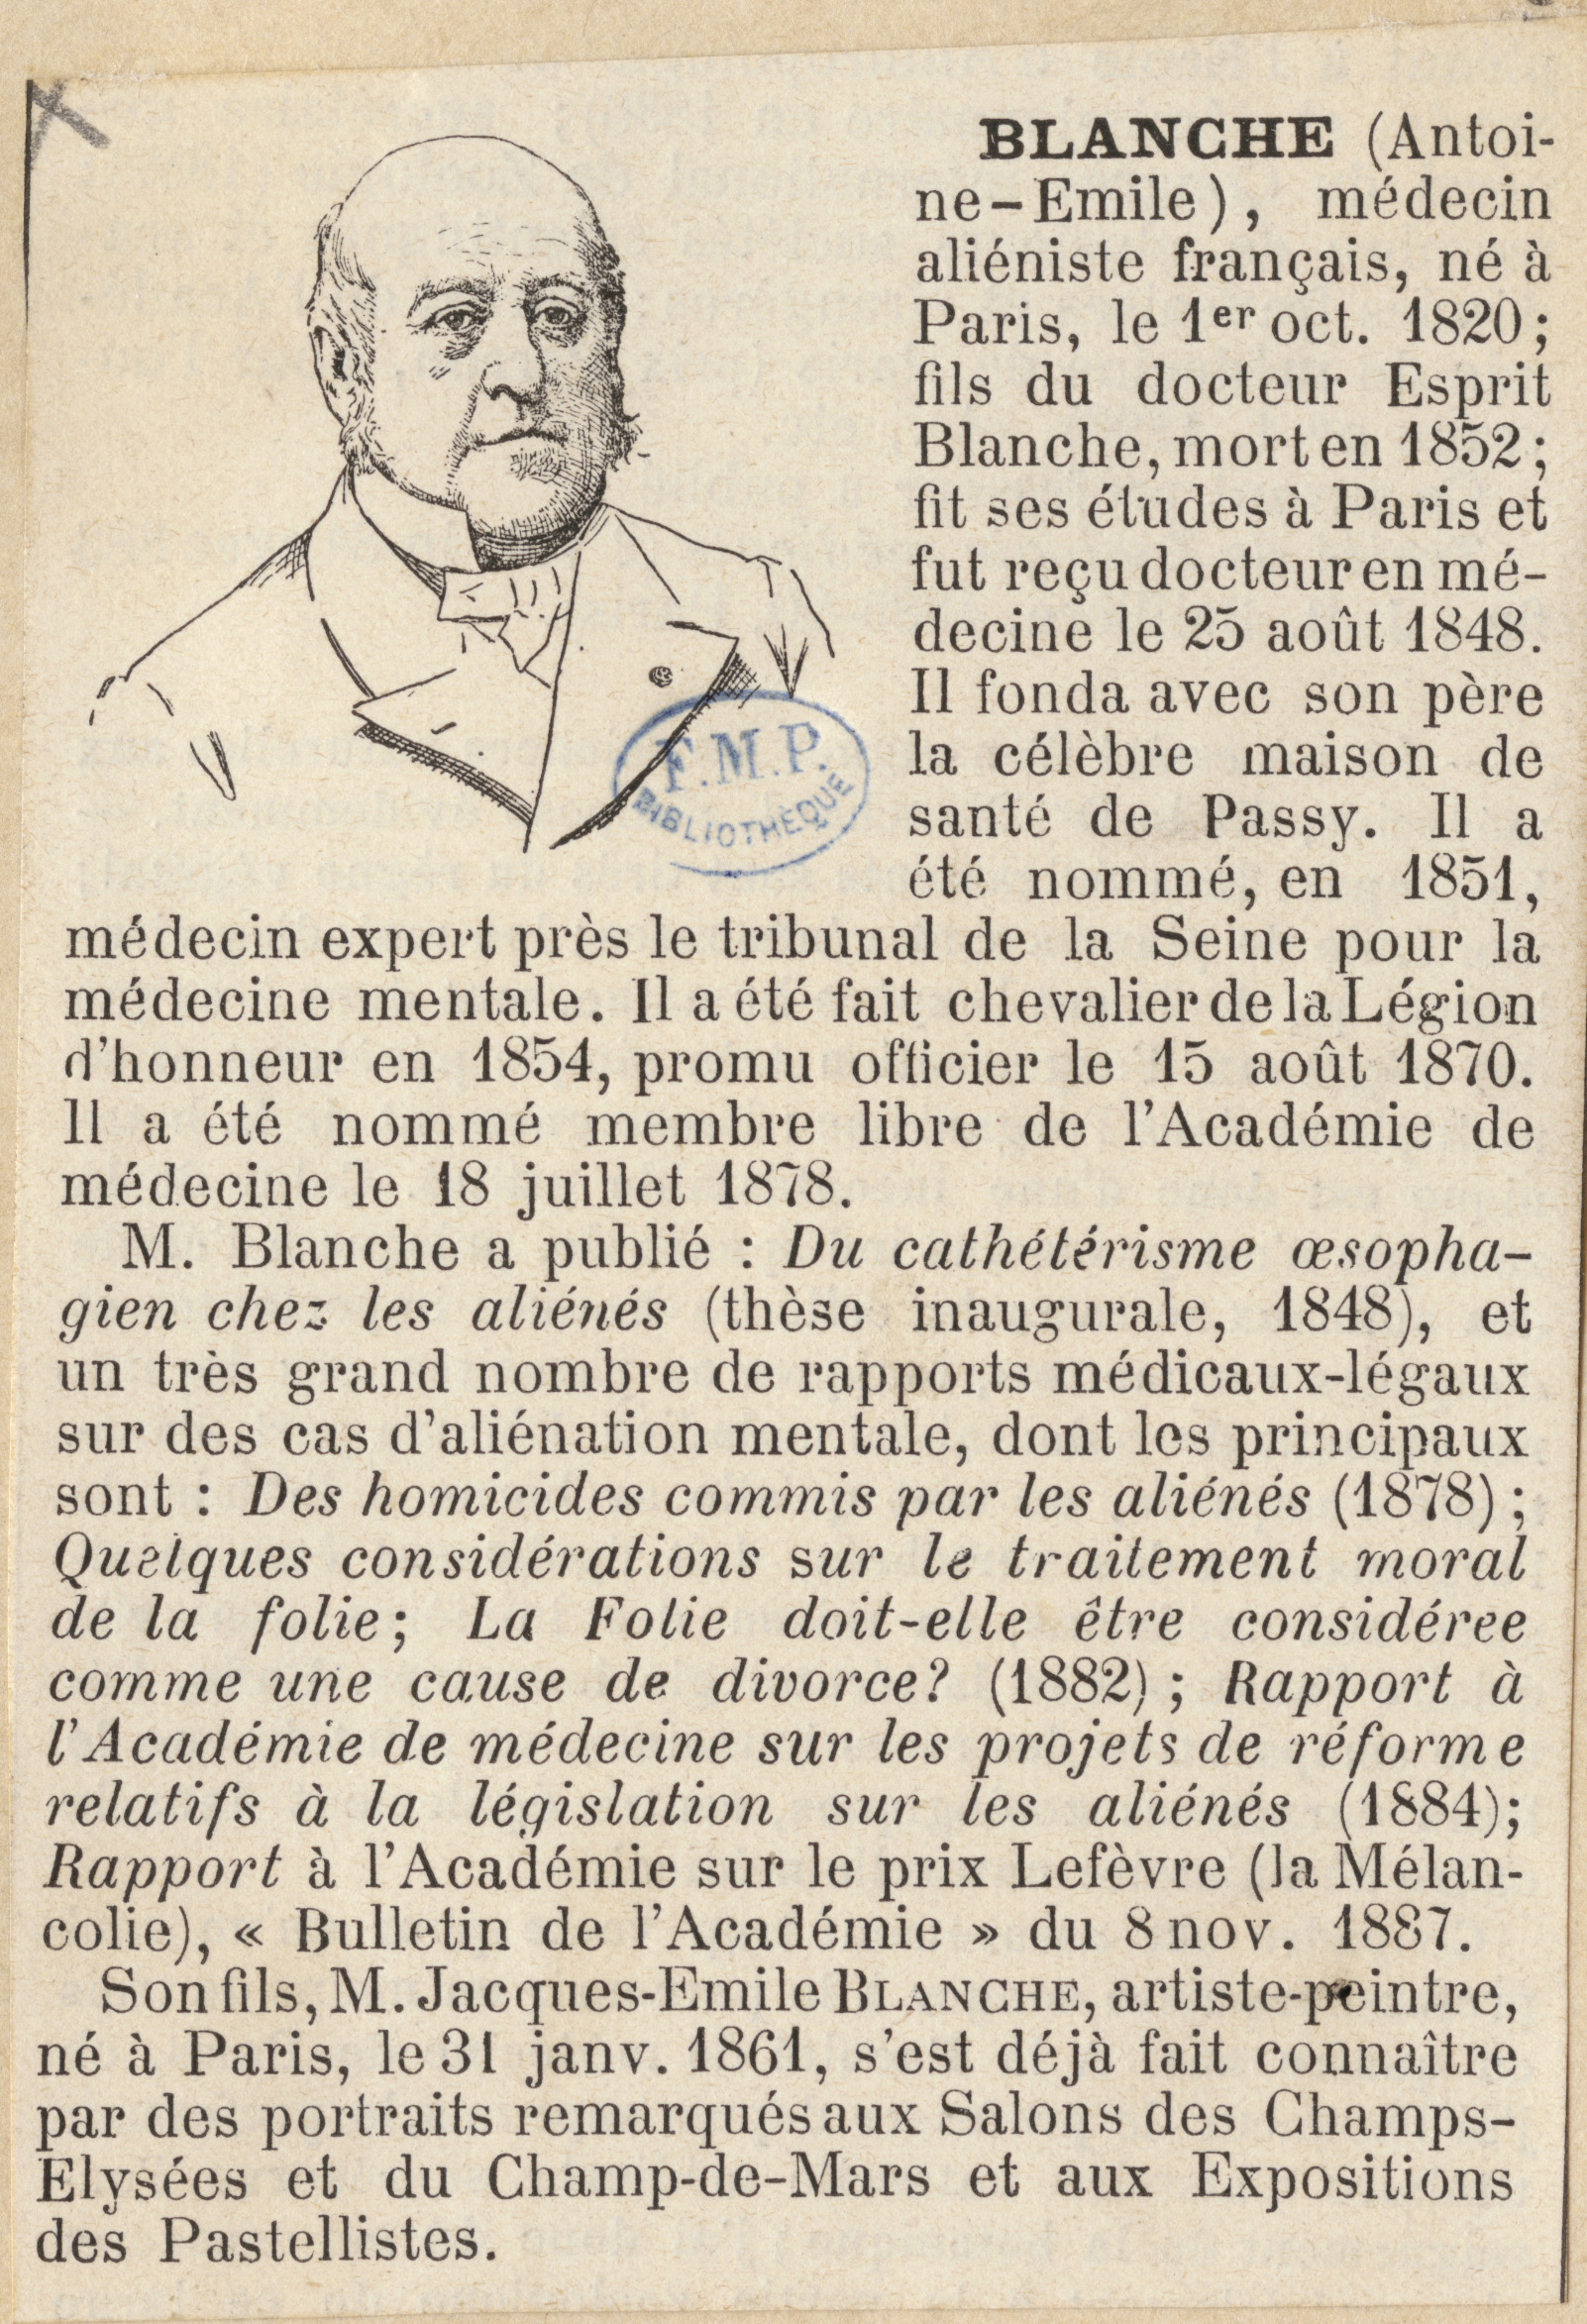 BLANCHE (Antoi-
ne-Emile), médecin
aliéniste français, né à
Paris, le 1er oct. 1820;
fils du docteur Esprit
Blanche, mort en 1852;
fit ses études à Paris et
fut reçu docteur en mé-
decine le 25 août 1848.
Il fonda avec son père
la célèbre maison de
santé de Passy. Il a
été nommé, en 1851,
médecin expert près le tribunal de la Seine pour la
médecine mentale. Il a été fait chevalier de la Légion
d'honneur en 1854, promu officier le 15 août 1870.
Il a été nommé membre libre de l'Académie de
médecine le 18 juillet 1878.
M. Blanche a publié : Du cathétérisme œsopha-
gien chez les aliénés (thèse inaugurale, 1848), et
un très grand nombre de rapports médicaux-légaux
sur des cas d'aliénation mentale, dont les principaux
sont : Des homicides commis par les aliénés (1878);
Quelques considérations sur le traitement moral
de la folie; La Folie doit-elle être considérée
comme une cause de divorce? (1882); Rapport à
l'Académie de médecine sur les projets de réforme
relatifs à la législation sur les aliénés (1884);
Rapport à l'Académie sur le prix Lefèvre (la Mélan-
colie), « Bulletin de l'Académie » du 8 nov. 1887.
Son fils, M. Jacques-Emile BLANCHE, artiste-peintre,
né à Paris, le 31 janv. 1861, s'est déjà fait connaître
par des portraits remarqués aux Salons des Champs-
Elysées et du Champ-de-Mars et aux Expositions
des Pastellistes.
F.M.P.
BIBLIOTHÈQUE